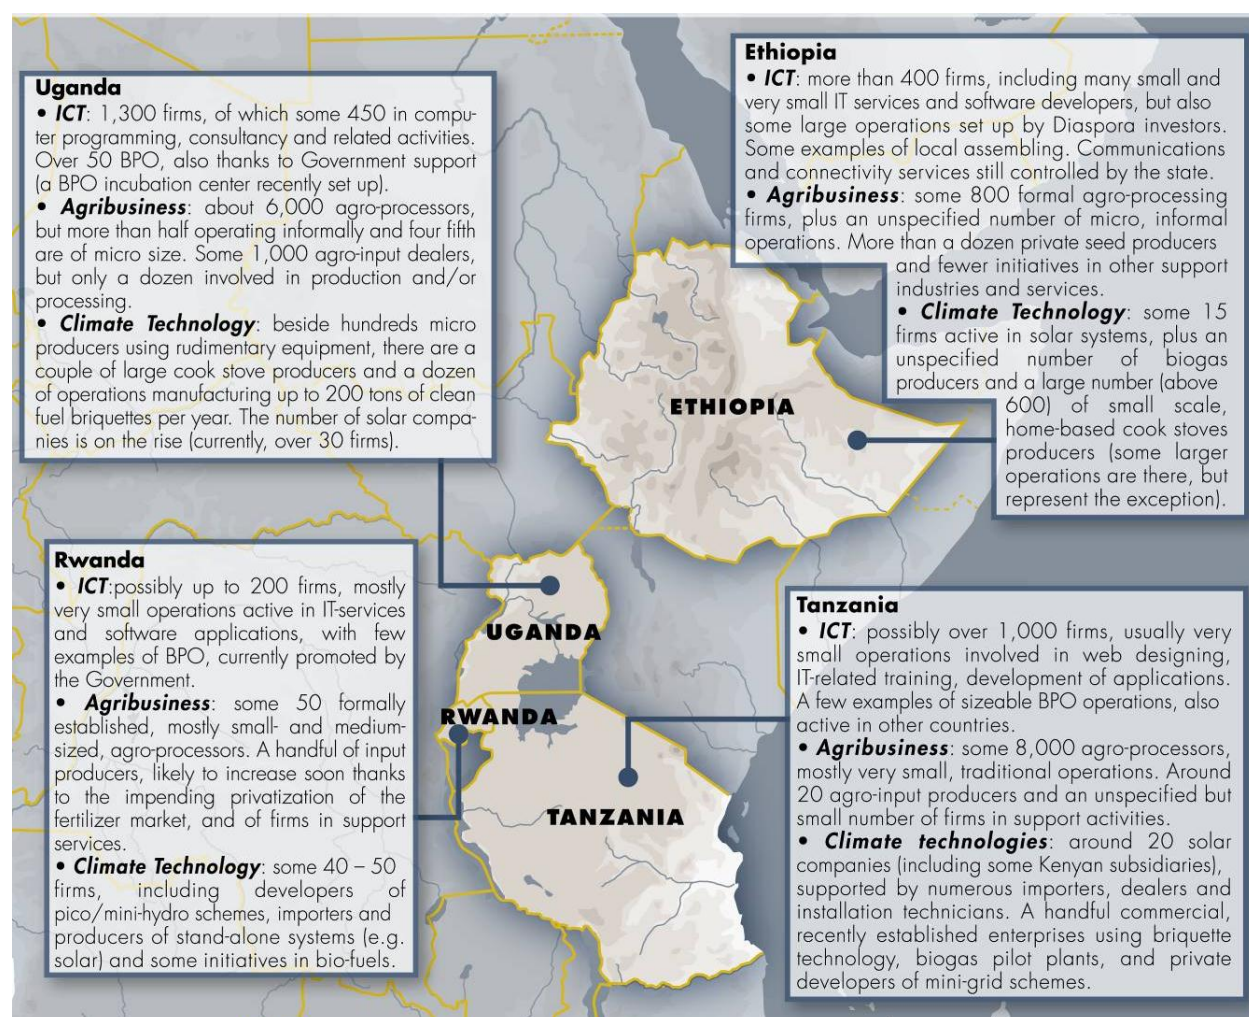 Uganda
• ICT: 1,300 firms, of which some 450 in compu-
ter programming, consultancy and related activities.
Over 50 BPO, also thanks to Government support
(a BPO incubation center recently set up).
• Agribusiness: about 6,000 agro-processors,
but more than half operating informally and four fifth
are of micro size. Some 1,000 agro-input dealers,
but only a dozen involved in production and/or
processing.
• Climate Technology: beside hundreds micro
producers using rudimentary equipment, there are a
couple of large cook stove producers and a dozen
of operations manufacturing up to 200 tons of clean
fuel briquettes per year. The number of solar compa-
nies is on the rise (currently, over 30 firms).
Ethiopia
• ICT: more than 400 firms, including many small and
very small IT services and software developers, but also
some large operations set up by Diaspora investors.
Some examples of local assembling. Communications
and connectivity services still controlled by the state.
• Agribusiness: some 800 formal agro-processing
firms, plus an unspecified number of micro, informal
operations. More than a dozen private seed producers
and fewer initiatives in other support
industries and services.
• Climate Technology: some 15
firms active in solar systems, plus an
unspecified number of biogas
producers and a large number (above
600) of small scale,
home-based cook stoves
producers (some larger
operations are there, but
represent the exception).
ETHIOPIA
UGANDA
RWANDA
TANZANIA
Rwanda
• ICT:possibly up to 200 firms, mostly
very small operations active in IT-services
and software applications, with few
examples of BPO, currently promoted by
the Government.
• Agribusiness: some 50 formally
established, mostly small- and medium-
sized, agro-processors. A handful of input
producers, likely to increase soon thanks
to the impending privatization of the
fertilizer market, and of firms in support
services.
• Climate Technology: some 40 – 50
firms, including developers of
pico/mini-hydro schemes, importers and
producers of stand-alone systems (e.g.
solar) and some initiatives in bio-fuels.
Tanzania
• ICT: possibly over 1,000 firms, usually very
small operations involved in web designing,
IT-related training, development of applications.
A few examples of sizeable BPO operations, also
active in other countries.
• Agribusiness: some 8,000 agro-processors,
mostly very small, traditional operations. Around
20 agro-input producers and an unspecified but
small number of firms in support activities.
• Climate technologies: around 20 solar
companies (including some Kenyan subsidiaries),
supported by numerous importers, dealers and
installation technicians. A handful commercial,
recently established enterprises using briquette
technology, biogas pilot plants, and private
developers of mini-grid schemes.